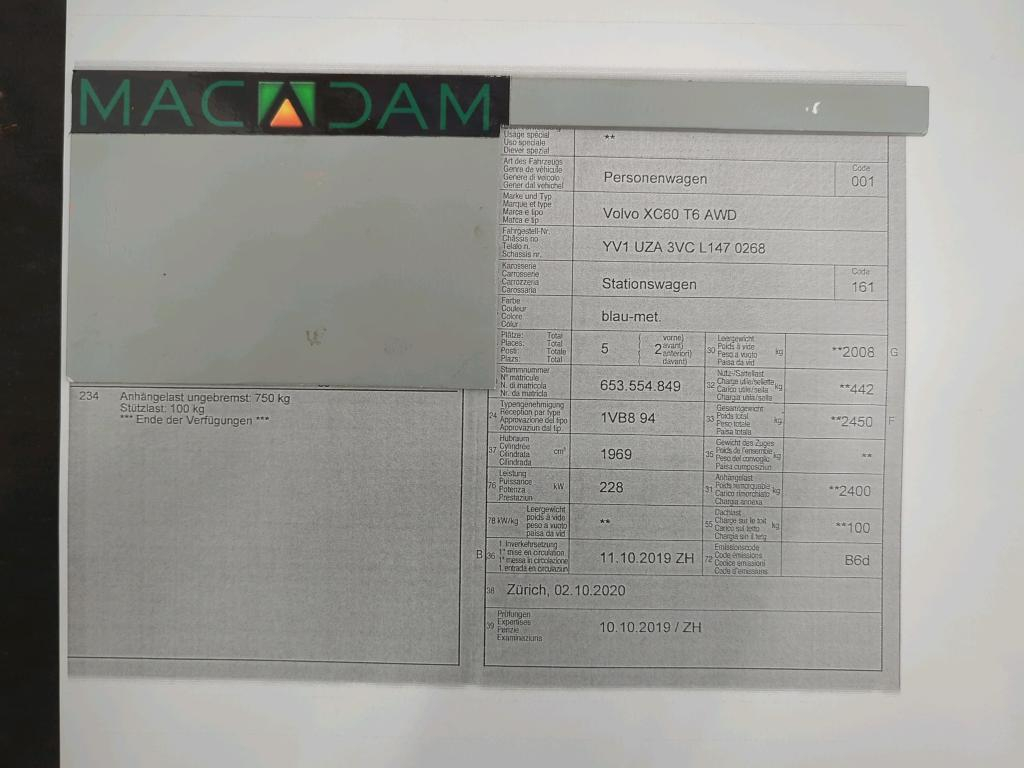 MACADAM
234 Anhängelast ungebremst: 750 kg
Stützlast: 100 kg
*** Ende der Verfügungen ***
Usage spécial
Uso speciale
Diever spezial
**
Art des Fahrzeugs
Genre de véhicule
Genere di veicolo
Gener dal vehichel
Personenwagen
Code
001
Marke und Typ
Marque et type
Marca e tipo
Marca e tip
Volvo XC60 T6 AWD
Fahrgestell-Nr.
Châssis no
Telaio n.
Schassis nr.
YV1 UZA 3VC L147 0268
Karosserie
Carrosserie
Carrozzeria
Carossaria
Stationswagen
Code
161
Farbe
Couleur
Colore
Colur
blau-met.
Plätze: Total
Places: Total
Posti: Totale
Plazs: Total
5
2
vorne)
avant)
anteriori)
davant)
30
Leergewicht
Poids à vide
Peso a vuoto
Paisa da vid
kg
**2008 G
Stammnummer
N° matricule
N. di matricola
Nr. da matricla
653.554.849
32
Nutz-/Sattellast
Charge utile/sellette
Carico utile/sella
Chargia utila/sella
kg
**442
24
Typengenehmigung
Réception par type
Approvazione del tipo
Approvaziun dal tip
1VB8 94
33
Gesamtgewicht
Poids total
Peso totale
Paisa totala
kg
**2450 F
37
Hubraum
Cylindrée
Cilindrata
Cilindrada
cm³
1969
35
Gewicht des Zuges
Poids de l'ensemble
Peso del convoglio
Paisa cumposiziun
kg
**
76
Leistung
Puissance
Potenza
Prestaziun
kW
228
31
Anhängelast
Poids remorquable
Carico rimorchiato
Chargia annexa
kg
**2400
78 kW/kg
Leergewicht
poids à vide
peso a vuoto
paisa da vid
**
55
Dachlast
Charge sur le toit
Carico sul tetto
Chargia sin il tetg
kg
**100
B 36
1. Inverkehrsetzung
1re mise en circulation
1a messa in circolazione
1. entrada en circulaziun
11.10.2019 ZH
72
Emissionscode
Code émissions
Codice emissioni
Code d'emissiuns
B6d
38 Zürich, 02.10.2020
39
Prüfungen
Expertises
Perizie
Examinaziuns
10.10.2019 / ZH